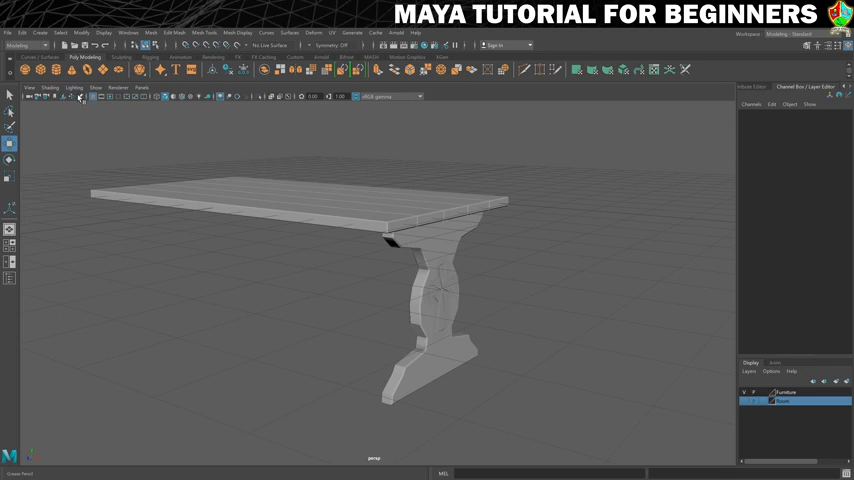 MAYA TUTORIAL FOR BEGINNERS
File Edit Create Select Modify Display Windows Mesh Edit Mesh Mesh Tools Mesh Display Curves Surfaces Deform UV Generate Cache Arnold Help
Workspace: Modeling - Standard
Modeling No Live Surface Symmetry: Off Sign In
Curves / Surfaces Poly Modeling Sculpting Rigging Animation Rendering FX FX Caching Custom Arnold Bifrost MASH Motion Graphics XGen
View Shading Lighting Show Renderer Panels
0.00 1.00 sRGB gamma
Channel Box / Layer Editor
Channels Edit Object Show
Display Anim
Layers Options Help
V P Furniture
Room
persp
Grease Pencil
MEL